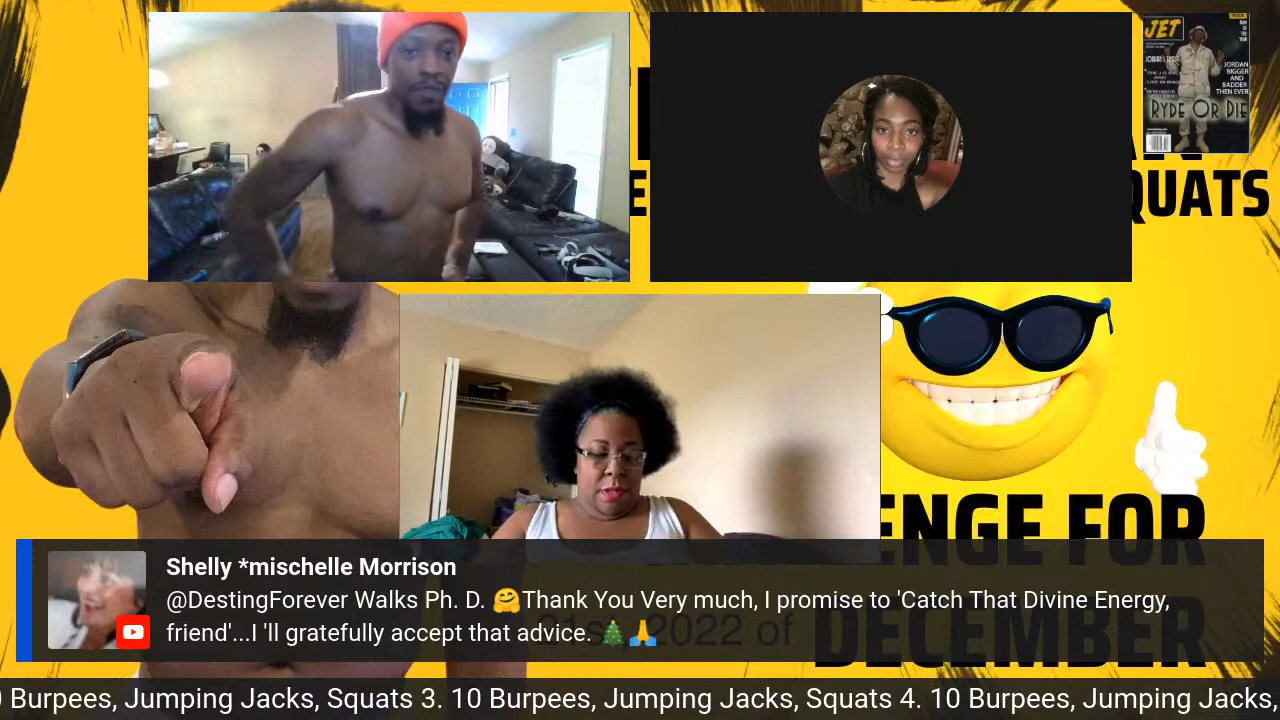 JET
JORDAN
BIGGER
AND
BADDER
THEN EVER
RYDE OR DIE
QUATS
ENGE FOR
Shelly *mischelle Morrison
@DestingForever Walks Ph. D. 🤗Thank You Very much, I promise to 'Catch That Divine Energy,
friend'...I 'll gratefully accept that advice.🎄🙏
2022 of
DECEMBER
Burpees, Jumping Jacks, Squats 3. 10 Burpees, Jumping Jacks, Squats 4. 10 Burpees, Jumping Jacks,